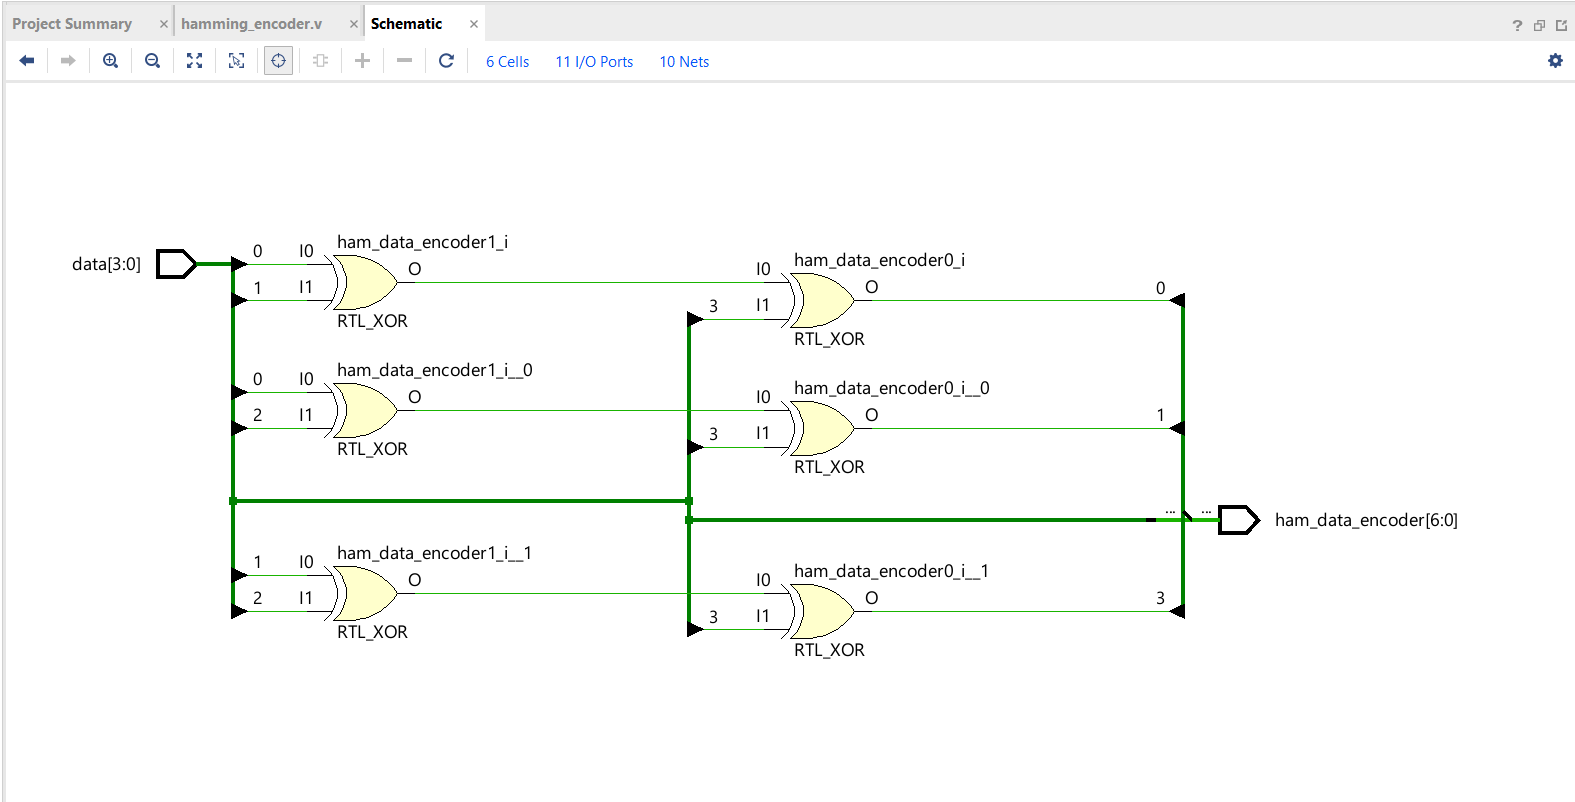 Project Summary × hamming_encoder.v × Schematic ×
?
6 Cells 11 I/O Ports 10 Nets
ham_data_encoder1_i
0 I0
O
data[3:0]
1 I1
RTL_XOR
ham_data_encoder0_i
I0
O
0
3 I1
RTL_XOR
ham_data_encoder1_i__0
0 I0
O
2 I1
RTL_XOR
ham_data_encoder0_i__0
I0
O
1
3 I1
RTL_XOR
... ...
ham_data_encoder[6:0]
ham_data_encoder1_i__1
1 I0
O
2 I1
RTL_XOR
ham_data_encoder0_i__1
I0
O
3
3 I1
RTL_XOR